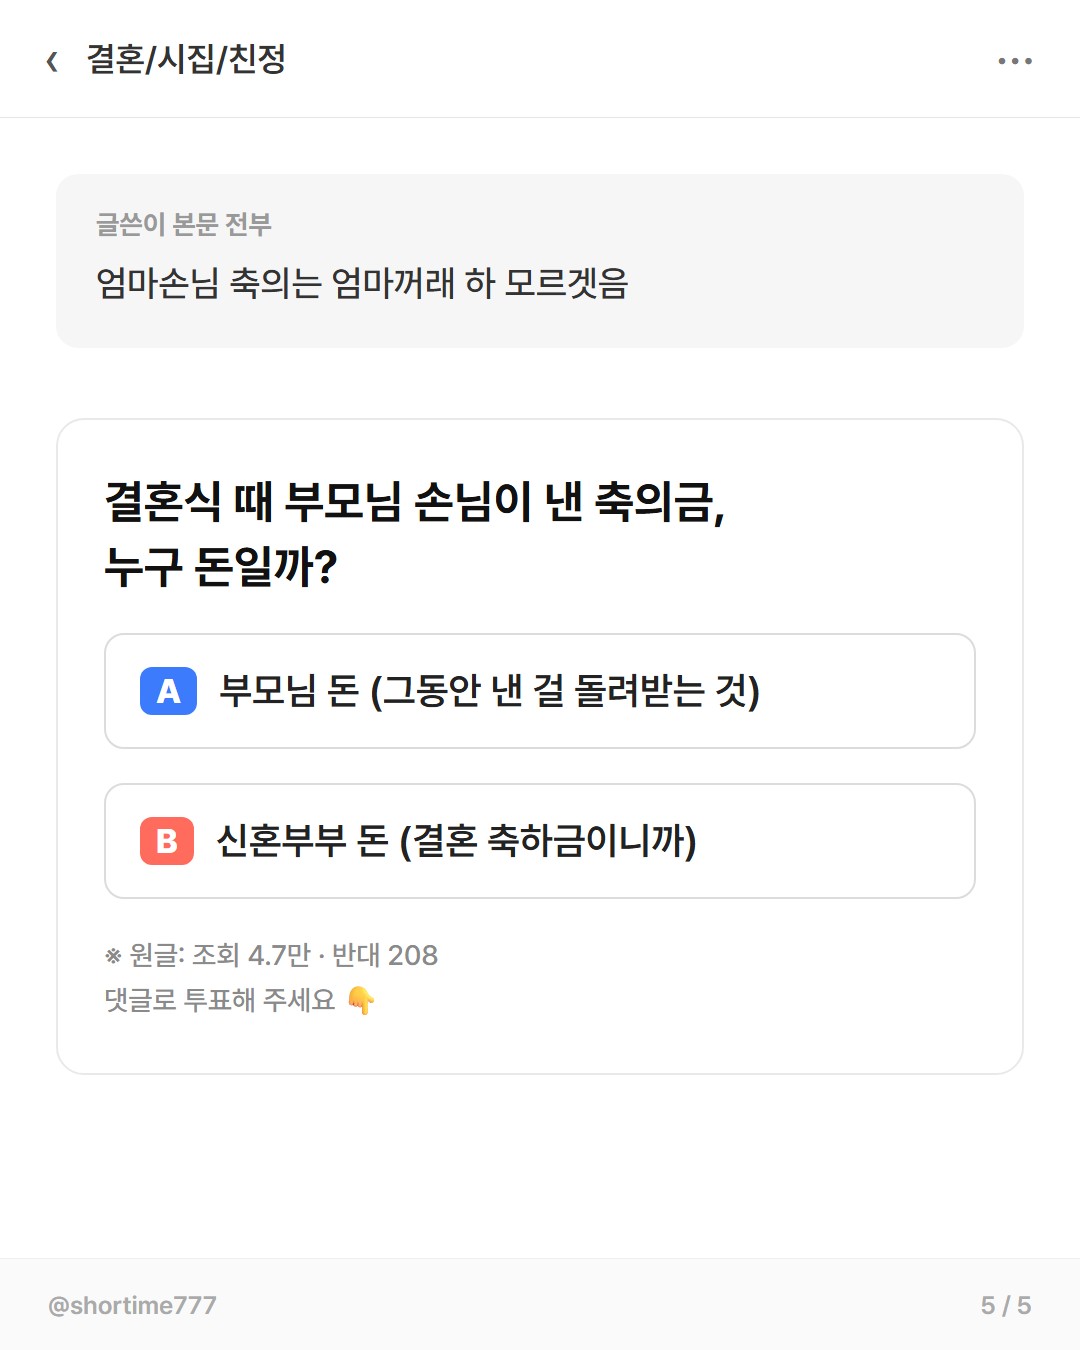 결혼/시집/친정
글쓴이 본문 전부
엄마손님 축의는 엄마꺼래 하 모르겟음
결혼식 때 부모님 손님이 낸 축의금,
누구 돈일까?
A 부모님 돈 (그동안 낸 걸 돌려받는 것)
B 신혼부부 돈 (결혼 축하금이니까)
※ 원글: 조회 4.7만 · 반대 208
댓글로 투표해 주세요 👇
@shortime777
5 / 5